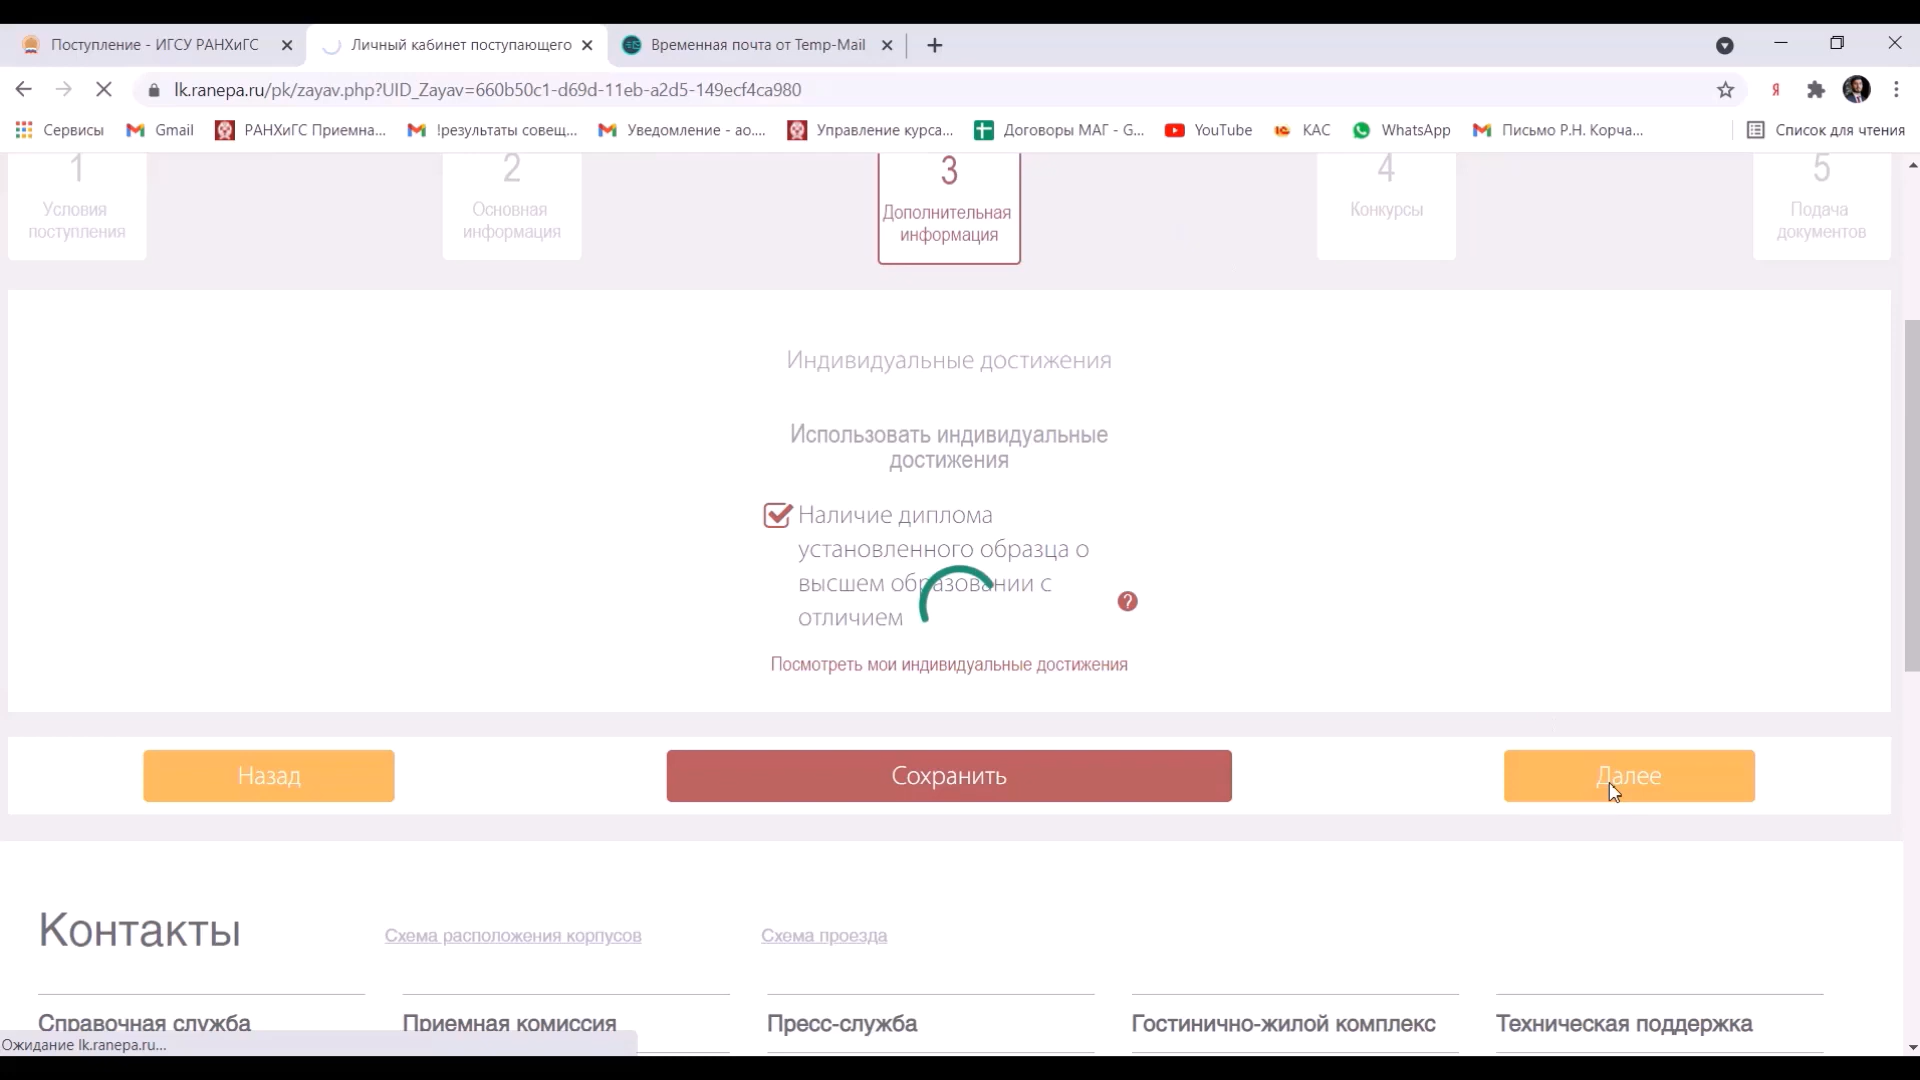 Поступление - ИГСУ РАНХиГС
Личный кабинет поступающего
Временная почта от Temp-Mail
lk.ranepa.ru/pk/zayav.php?UID_Zayav=660b50c1-d69d-11eb-a2d5-149ecf4ca980
Я
Сервисы
Gmail
РАНХиГС Приемна...
!результаты совещ...
Уведомление - ao....
Управление курса...
Договоры МАГ - G...
YouTube
КАС
WhatsApp
Письмо Р.Н. Корча...
Список для чтения
1
Условия
поступления
2
Основная
информация
3
Дополнительная
информация
4
Конкурсы
5
Подача
документов
Индивидуальные достижения
Использовать индивидуальные
достижения
Наличие диплома
установленного образца о
высшем образовании с
отличием
?
Посмотреть мои индивидуальные достижения
Назад
Сохранить
Далее
Контакты
Схема расположения корпусов
Схема проезда
Справочная служба
Приемная комиссия
Пресс-служба
Гостинично-жилой комплекс
Техническая поддержка
Ожидание lk.ranepa.ru...